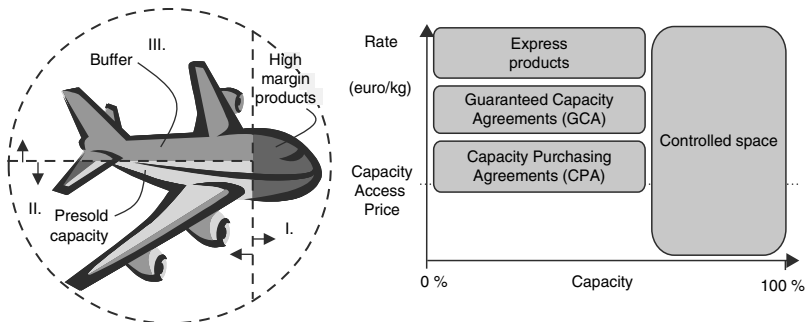 III.
Buffer
High
margin
products
II.
Presold
capacity
I.
Rate
(euro/kg)
Capacity
Access
Price
Express
products
Guaranteed Capacity
Agreements (GCA)
Capacity Purchasing
Agreements (CPA)
Controlled space
0 %
Capacity
100 %